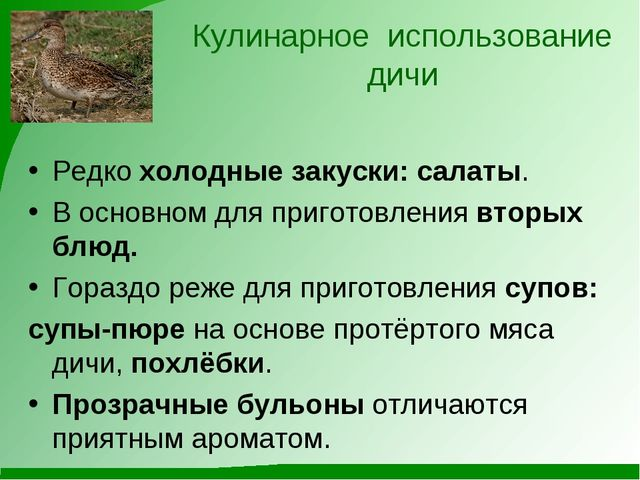 Кулинарное использование
дичи
• Редко холодные закуски: салаты.
• В основном для приготовления вторых
блюд.
• Гораздо реже для приготовления супов:
супы-пюре на основе протёртого мяса
дичи, похлёбки.
• Прозрачные бульоны отличаются
приятным ароматом.